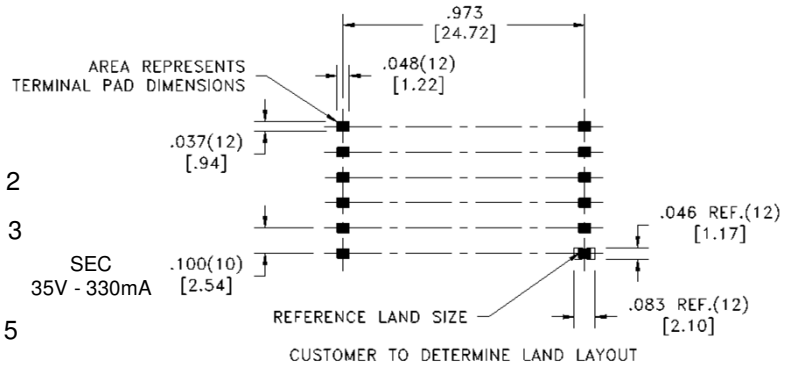 .973
[24.72]
AREA REPRESENTS
TERMINAL PAD DIMENSIONS
.048(12)
[1.22]
.037(12)
[.94]
2
3
.046 REF.(12)
[1.17]
SEC
35V - 330mA
.100(10)
[2.54]
REFERENCE LAND SIZE
.083 REF.(12)
[2.10]
5
CUSTOMER TO DETERMINE LAND LAYOUT